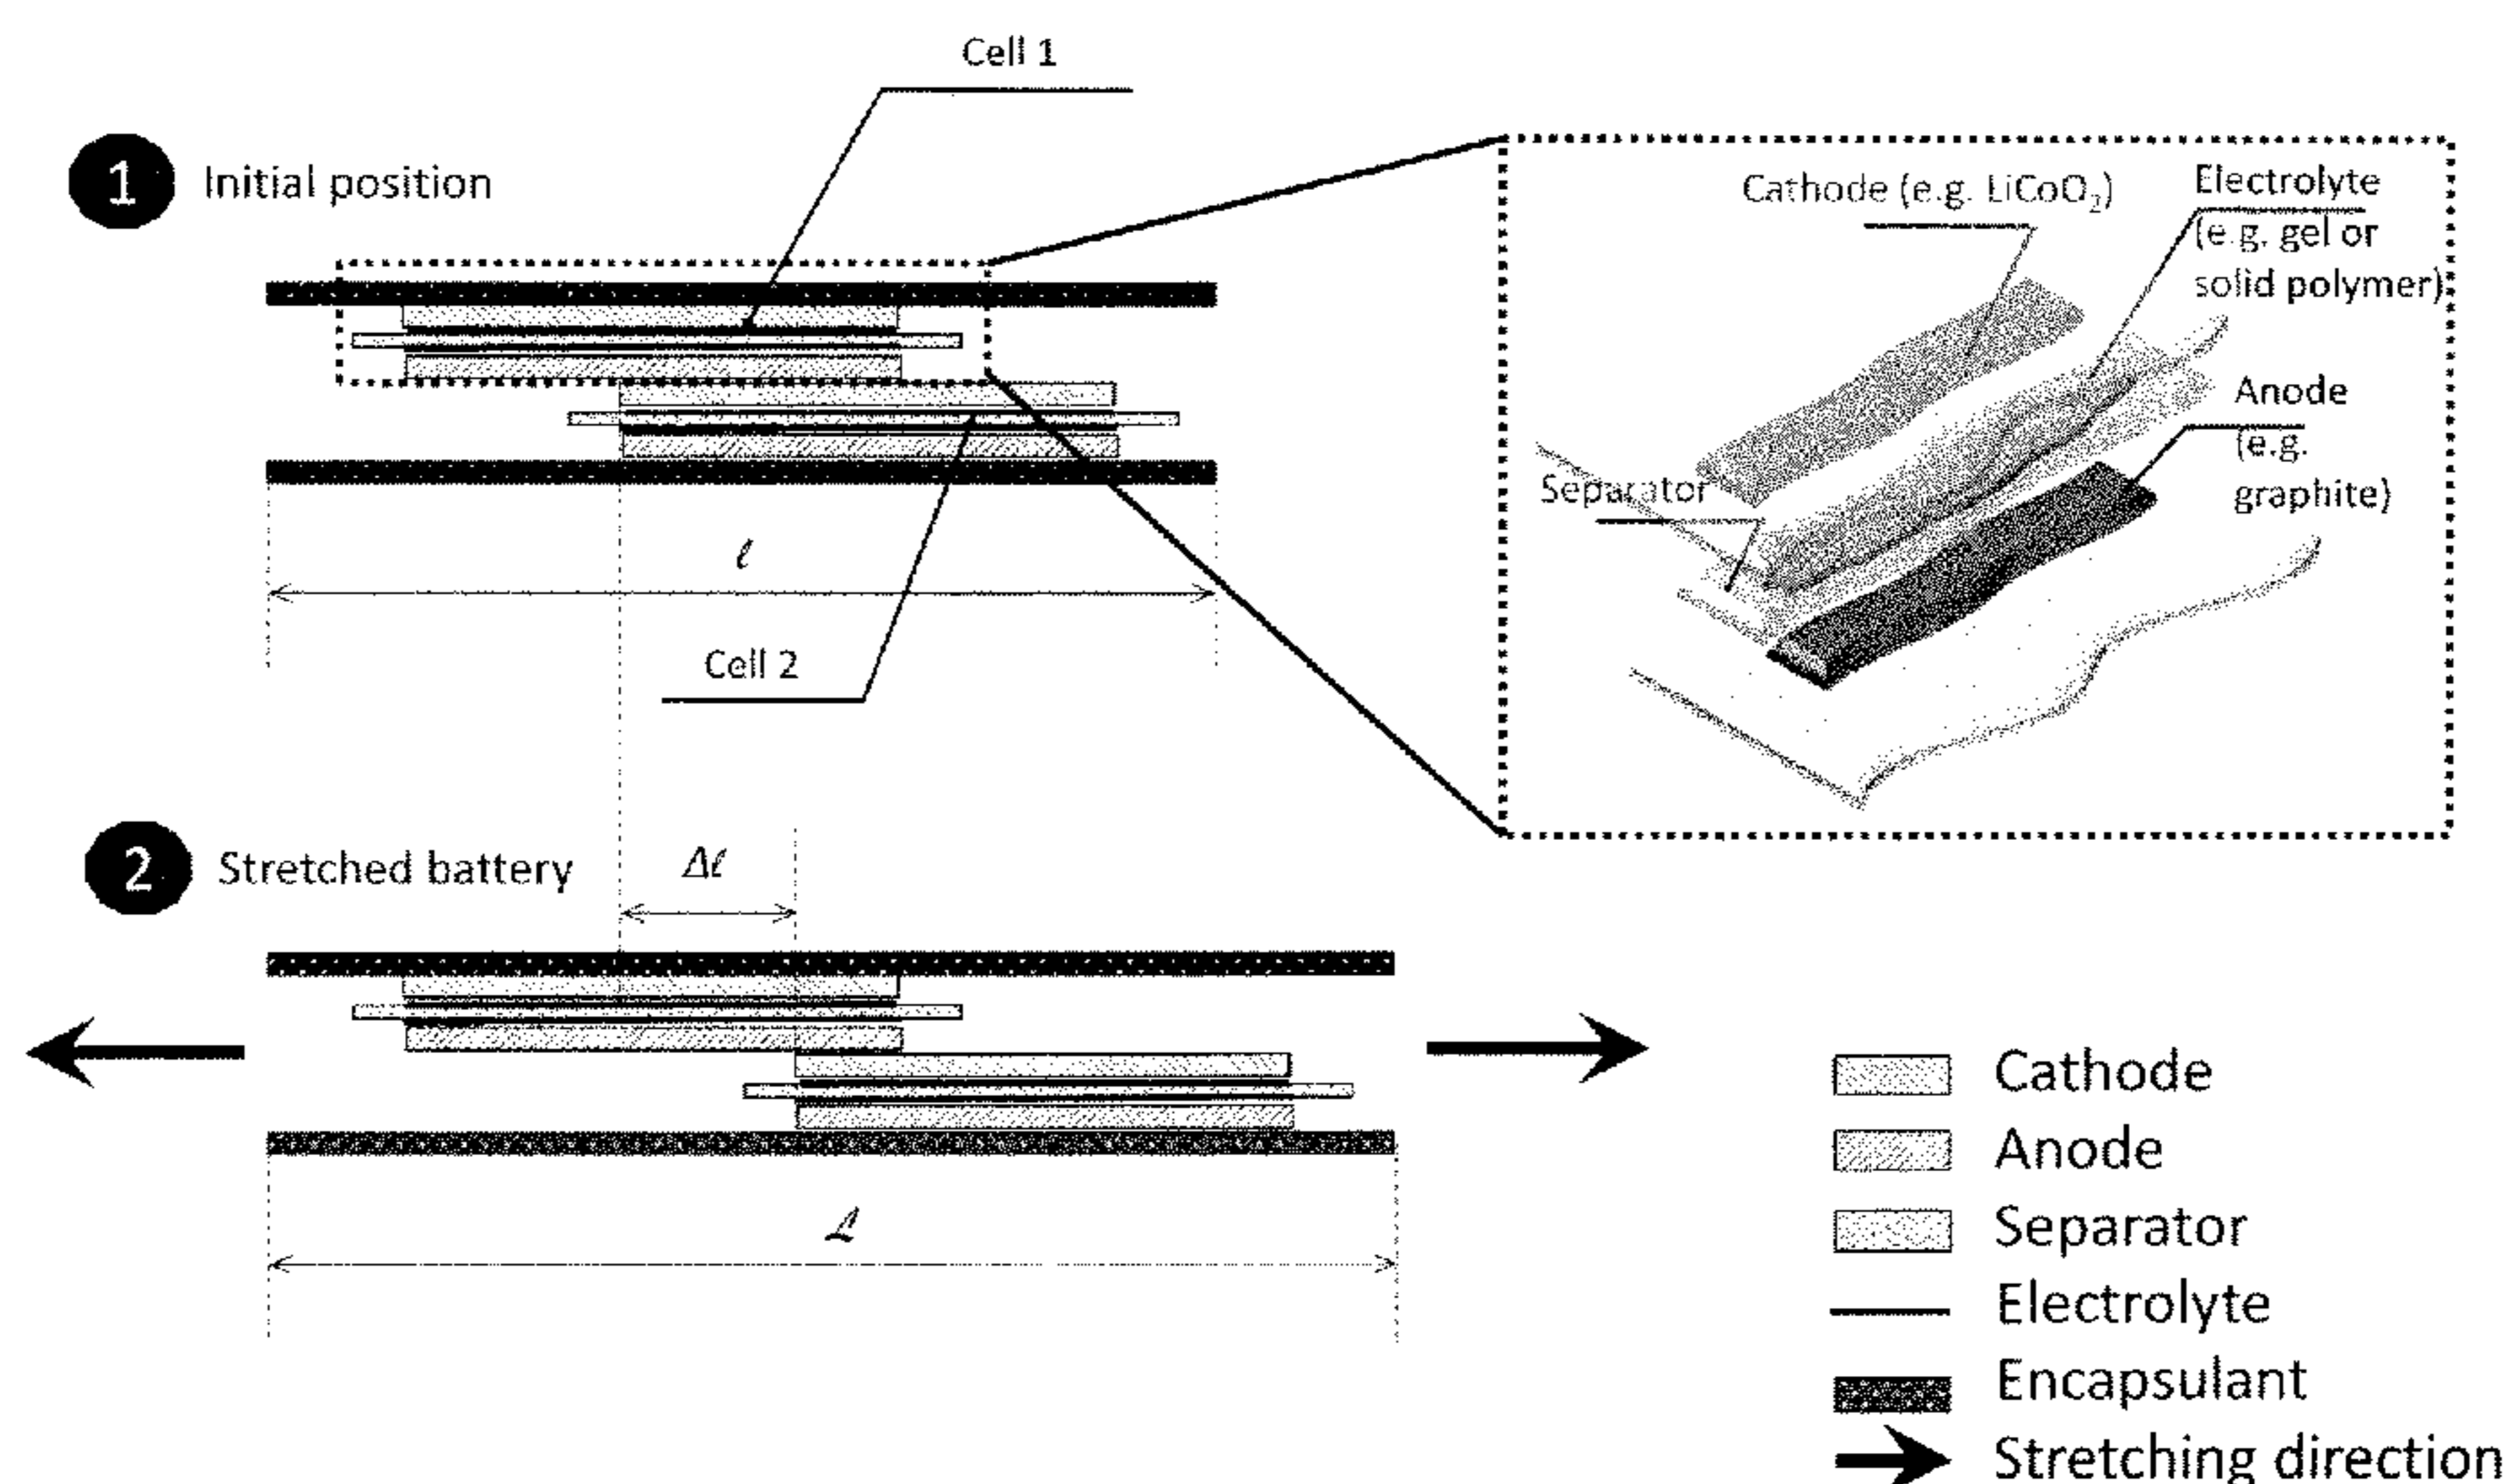 Cell 1
1 Initial position
Cathode (e.g. LiCoO₂)
Electrolyte
(e.g. gel or
solid polymer)
Anode
(e.g.
graphite)
Separator
ℓ
Cell 2
2 Stretched battery
Δℓ
Cathode
Anode
Separator
Electrolyte
Encapsulant
Stretching direction